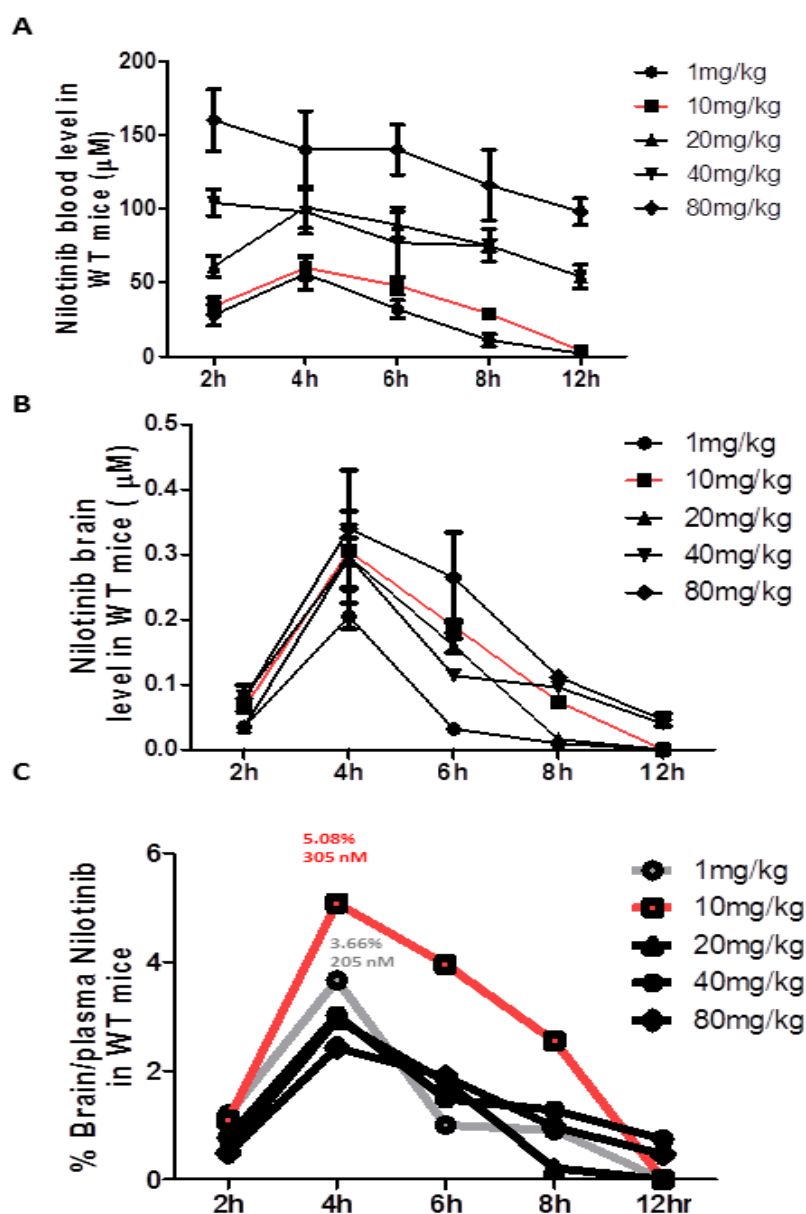 A
Nilotinib blood level in
WT mice (μM)
200
150
100
50
0
2h 4h 6h 8h 12h
1mg/kg
10mg/kg
20mg/kg
40mg/kg
80mg/kg
B
Nilotinib brain
level in WT mice ( μM)
0.5
0.4
0.3
0.2
0.1
0.0
2h 4h 6h 8h 12h
1mg/kg
10mg/kg
20mg/kg
40mg/kg
80mg/kg
C
% Brain/plasma Nilotinib
in WT mice
6
4
2
0
5.08%
305 nM
3.66%
205 nM
2h 4h 6h 8h 12hr
1mg/kg
10mg/kg
20mg/kg
40mg/kg
80mg/kg